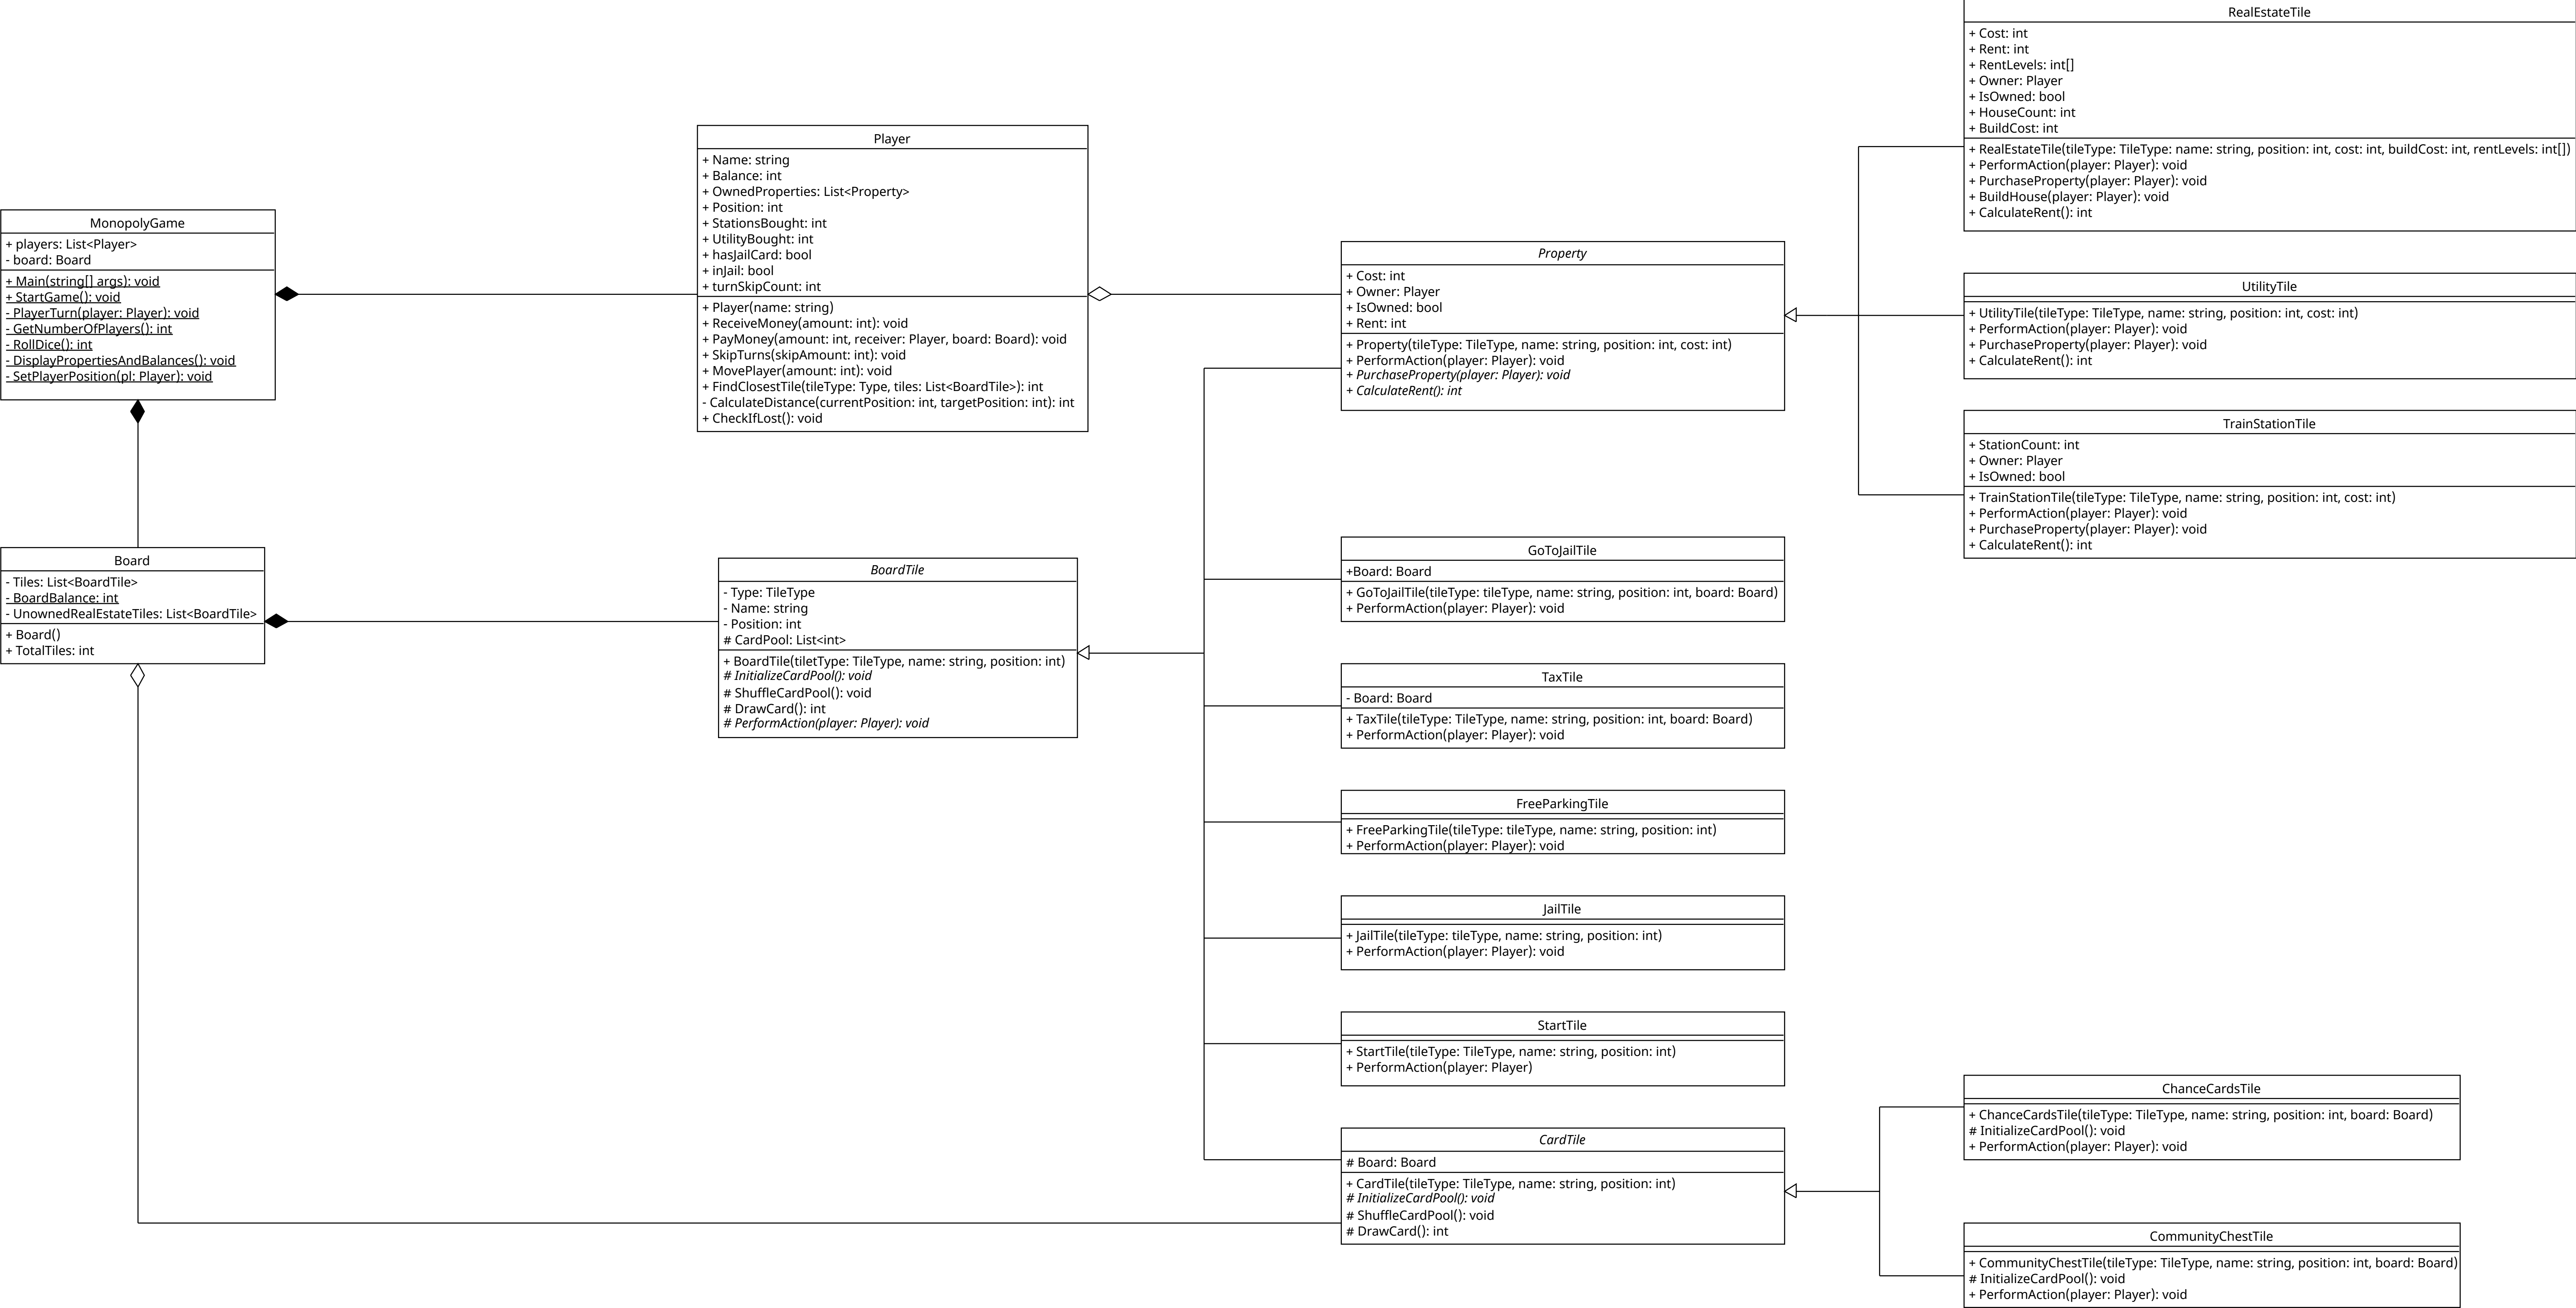 MonopolyGame
+ players: List<Player>
- board: Board
+ Main(string[] args): void
+ StartGame(): void
- PlayerTurn(player: Player): void
- GetNumberOfPlayers(): int
- RollDice(): int
- DisplayPropertiesAndBalances(): void
- SetPlayerPosition(pl: Player): void
Board
- Tiles: List<BoardTile>
- BoardBalance: int
- UnownedRealEstateTiles: List<BoardTile>
+ Board()
+ TotalTiles: int
Player
+ Name: string
+ Balance: int
+ OwnedProperties: List<Property>
+ Position: int
+ StationsBought: int
+ UtilityBought: int
+ hasJailCard: bool
+ inJail: bool
+ turnSkipCount: int
+ Player(name: string)
+ ReceiveMoney(amount: int): void
+ PayMoney(amount: int, receiver: Player, board: Board): void
+ SkipTurns(skipAmount: int): void
+ MovePlayer(amount: int): void
+ FindClosestTile(tileType: Type, tiles: List<BoardTile>): int
- CalculateDistance(currentPosition: int, targetPosition: int): int
+ CheckIfLost(): void
BoardTile
- Type: TileType
- Name: string
- Position: int
# CardPool: List<int>
+ BoardTile(tiletType: TileType, name: string, position: int)
# InitializeCardPool(): void
# ShuffleCardPool(): void
# DrawCard(): int
# PerformAction(player: Player): void
Property
+ Cost: int
+ Owner: Player
+ IsOwned: bool
+ Rent: int
+ Property(tileType: TileType, name: string, position: int, cost: int)
+ PerformAction(player: Player): void
+ PurchaseProperty(player: Player): void
+ CalculateRent(): int
GoToJailTile
+Board: Board
+ GoToJailTile(tileType: tileType, name: string, position: int, board: Board)
+ PerformAction(player: Player): void
TaxTile
- Board: Board
+ TaxTile(tileType: TileType, name: string, position: int, board: Board)
+ PerformAction(player: Player): void
FreeParkingTile
+ FreeParkingTile(tileType: tileType, name: string, position: int)
+ PerformAction(player: Player): void
JailTile
+ JailTile(tileType: tileType, name: string, position: int)
+ PerformAction(player: Player): void
StartTile
+ StartTile(tileType: TileType, name: string, position: int)
+ PerformAction(player: Player)
CardTile
# Board: Board
+ CardTile(tileType: TileType, name: string, position: int)
# InitializeCardPool(): void
# ShuffleCardPool(): void
# DrawCard(): int
RealEstateTile
+ Cost: int
+ Rent: int
+ RentLevels: int[]
+ Owner: Player
+ IsOwned: bool
+ HouseCount: int
+ BuildCost: int
+ RealEstateTile(tileType: TileType: name: string, position: int, cost: int, buildCost: int, rentLevels: int[])
+ PerformAction(player: Player): void
+ PurchaseProperty(player: Player): void
+ BuildHouse(player: Player): void
+ CalculateRent(): int
UtilityTile
+ UtilityTile(tileType: TileType, name: string, position: int, cost: int)
+ PerformAction(player: Player): void
+ PurchaseProperty(player: Player): void
+ CalculateRent(): int
TrainStationTile
+ StationCount: int
+ Owner: Player
+ IsOwned: bool
+ TrainStationTile(tileType: TileType, name: string, position: int, cost: int)
+ PerformAction(player: Player): void
+ PurchaseProperty(player: Player): void
+ CalculateRent(): int
ChanceCardsTile
+ ChanceCardsTile(tileType: TileType, name: string, position: int, board: Board)
# InitializeCardPool(): void
+ PerformAction(player: Player): void
CommunityChestTile
+ CommunityChestTile(tileType: TileType, name: string, position: int, board: Board)
# InitializeCardPool(): void
+ PerformAction(player: Player): void